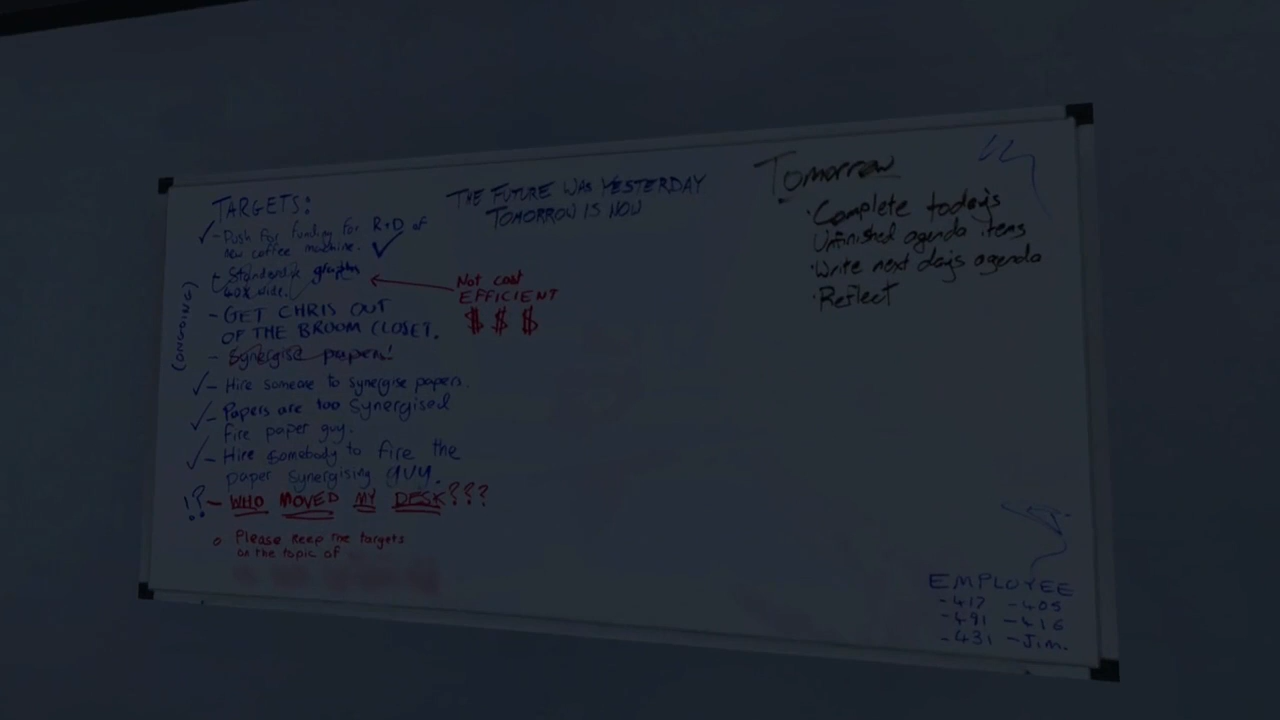 TARGETS:
- Push for funding for R+D of
new coffee machine.
- Standardise graphs
40% wide.
(ONGOING)
- GET CHRIS OUT
OF THE BROOM CLOSET.
- Synergise papers!
- Hire someone to synergise papers.
- Papers are too synergised
fire paper guy.
- Hire somebody to fire the
paper synergising guy.
!? - WHO MOVED MY DESK???
o Please keep the targets
on the topic of
THE FUTURE WAS YESTERDAY
TOMORROW IS NOW
Not cost
EFFICIENT
$ $ $
Tomorrow
·Complete today's
Unfinished agenda items
·Write next days agenda
·Reflect
EMPLOYEE
-417 -405
-491 -416
-431 -Jim.